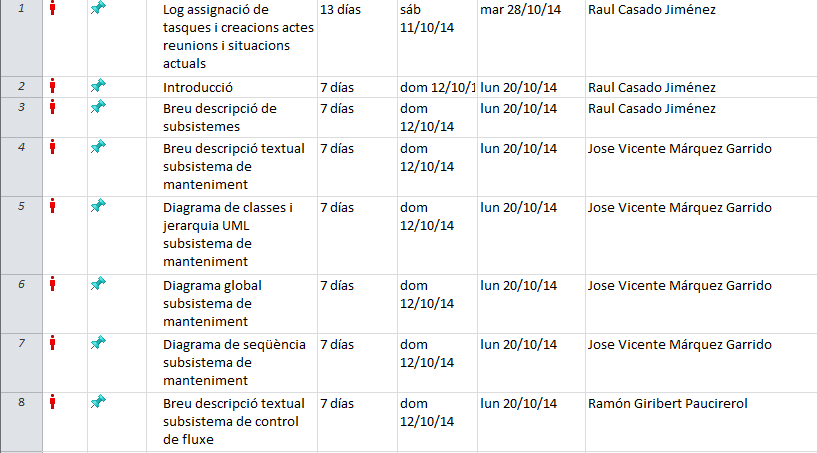 1 Log assignació de 13 días sáb mar 28/10/14 Raul Casado Jiménez
tasques i creacions actes 11/10/14
reunions i situacions
actuals
2 Introducció 7 días dom 12/10/1 lun 20/10/14 Raul Casado Jiménez
3 Breu descripció de 7 días dom lun 20/10/14 Raul Casado Jiménez
subsistemes 12/10/14
4 Breu descripció textual 7 días dom lun 20/10/14 Jose Vicente Márquez Garrido
subsistema de 12/10/14
manteniment
5 Diagrama de classes i 7 días dom lun 20/10/14 Jose Vicente Márquez Garrido
jerarquia UML 12/10/14
subsistema de
manteniment
6 Diagrama global 7 días dom lun 20/10/14 Jose Vicente Márquez Garrido
subsistema de 12/10/14
manteniment
7 Diagrama de seqüència 7 días dom lun 20/10/14 Jose Vicente Márquez Garrido
subsistema de 12/10/14
manteniment
8 Breu descripció textual 7 días dom lun 20/10/14 Ramón Giribert Paucirerol
subsistema de control 12/10/14
de fluxe